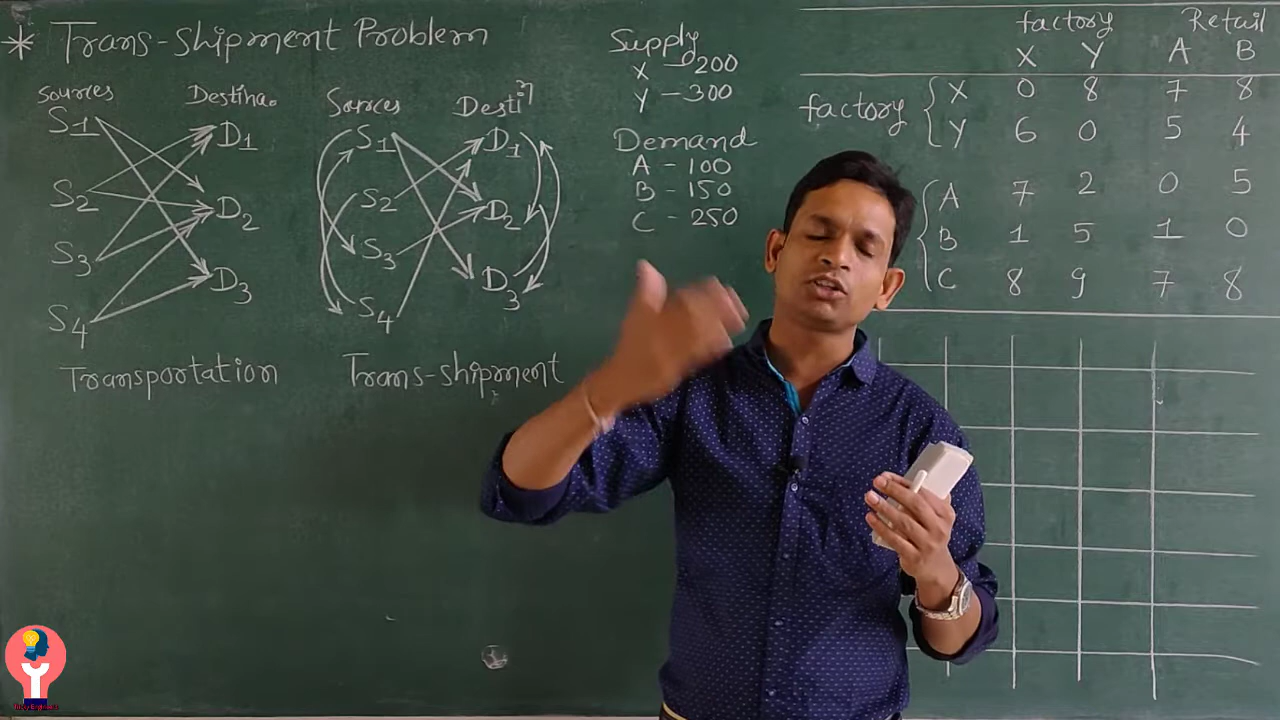 * Trans-shipment Problem
Sources Destina.
S1 D1
S2 D2
S3 D3
S4
Transportation
Sources Desti
S1 D1
S2 D2
S3 D3
S4
Trans-shipment
Supply
X - 200
Y - 300
Demand
A - 100
B - 150
C - 250
factory Retail
X Y A B
factory X 0 8 7 8
Y 6 0 5 4
A 7 2 0 5
B 1 5 1 0
C 8 9 7 8